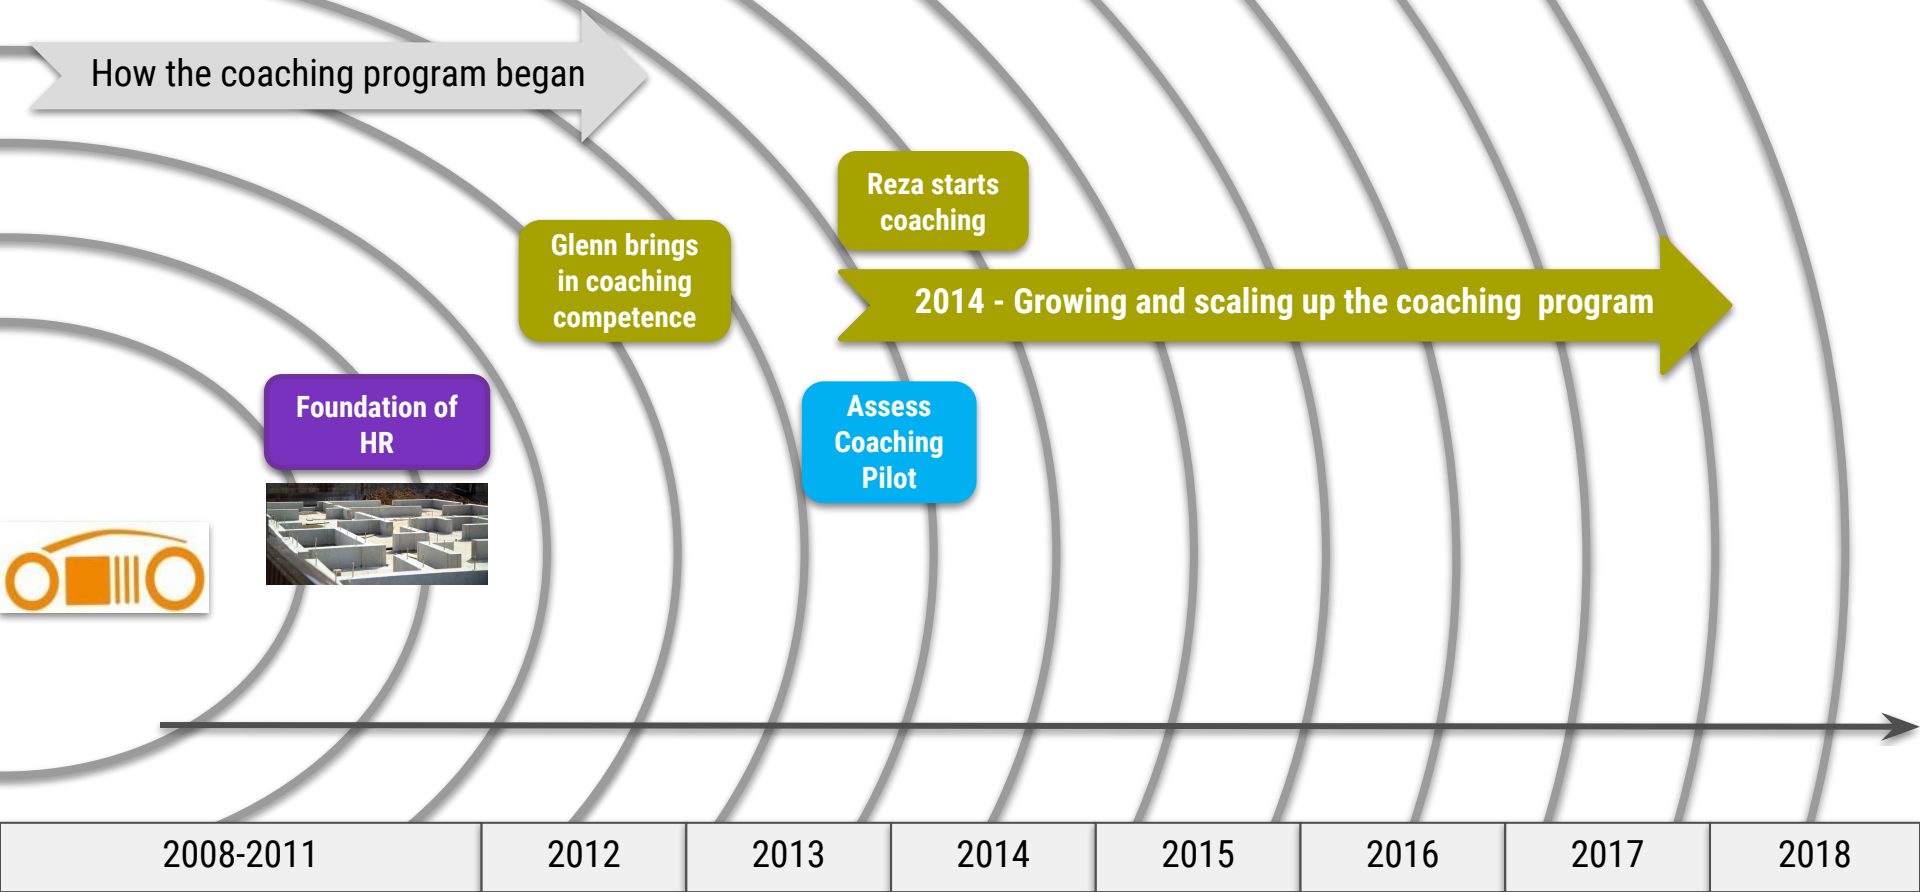 How the coaching program began
Reza starts
coaching
Glenn brings
in coaching
competence
2014 - Growing and scaling up the coaching  program
Foundation of
HR
Assess
Coaching
Pilot
2008-2011
2012
2013
2014
2015
2016
2017
2018